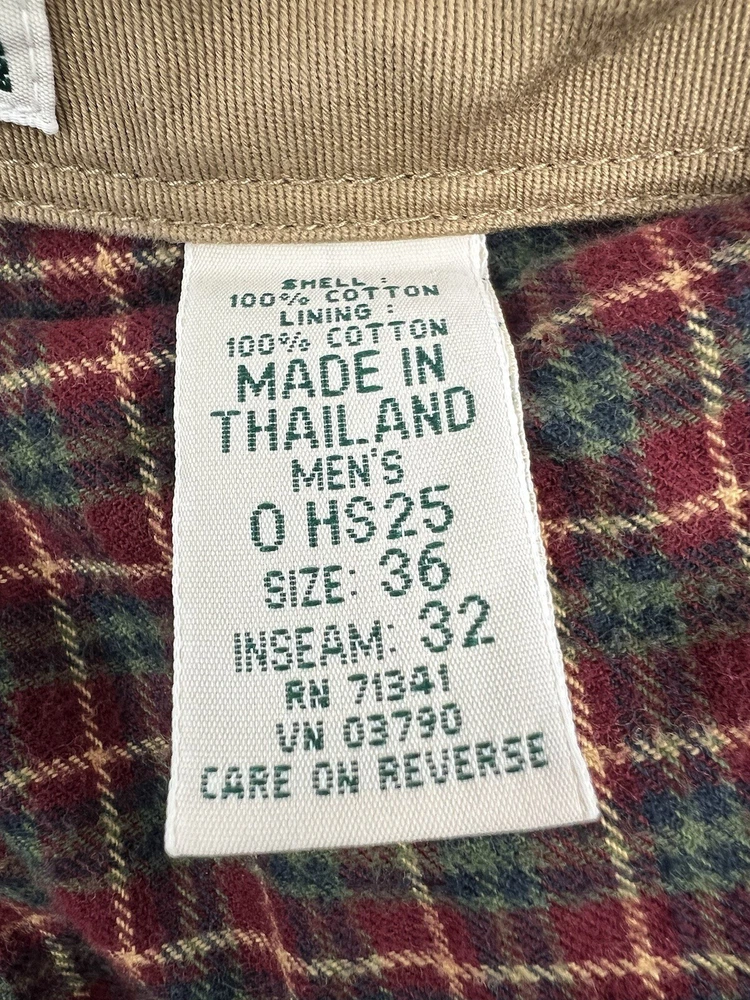 SHELL :
100% COTTON
LINING :
100% COTTON
MADE IN
THAILAND
MEN'S
0 HS25
SIZE: 36
INSEAM: 32
RN 71341
VN 03790
CARE ON REVERSE